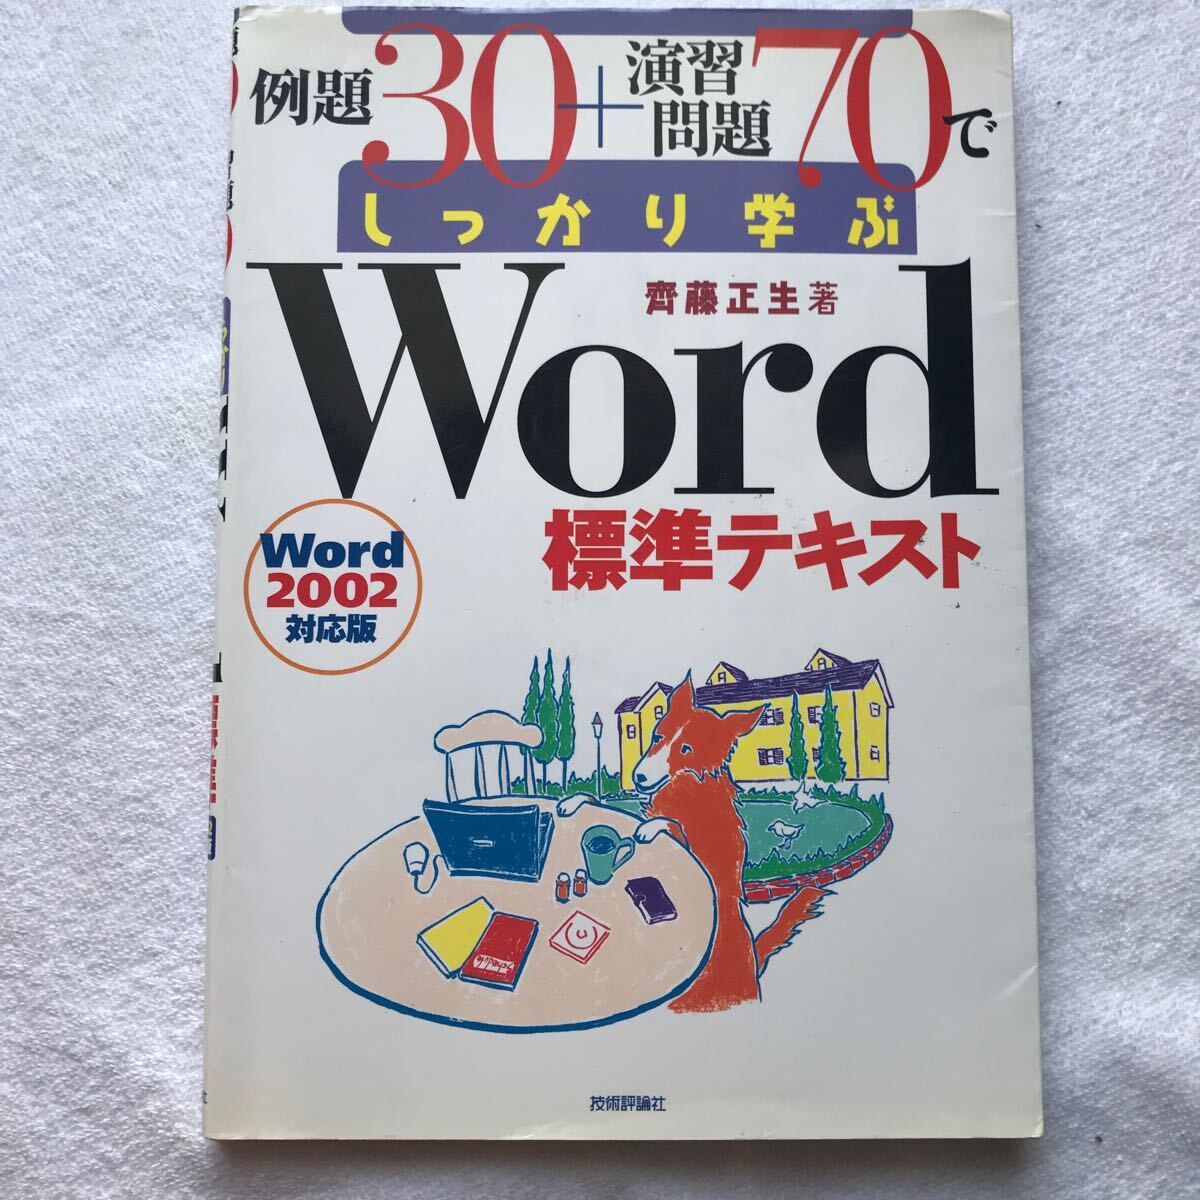 例題30+演習問題70で
しっかり学ぶ
Word
齊藤正生著
標準テキスト
Word
2002
対応版
技術評論社